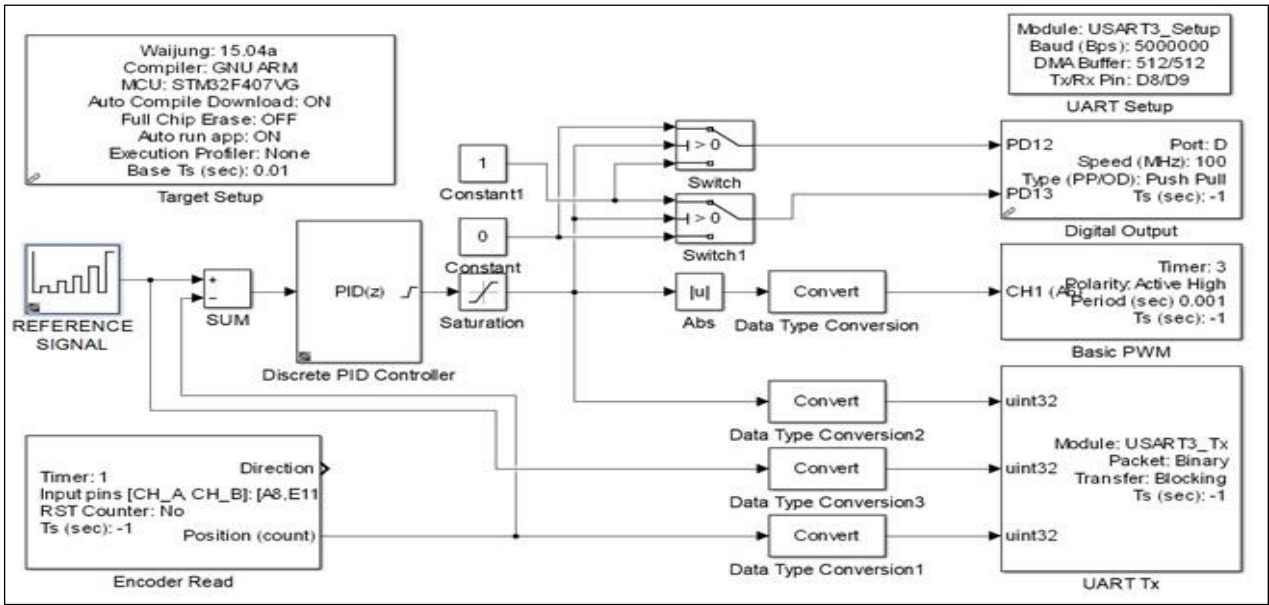 Waijung: 15.04a
Compiler: GNU ARM
MCU: STM32F407VG
Auto Compile Download: ON
Full Chip Erase: OFF
Auto run app: ON
Execution Profiler: None
Base Ts (sec): 0.01
Target Setup
Module: USART3_Setup
Baud (Bps): 5000000
DMA Buffer: 512/512
Tx/Rx Pin: D8/D9
UART Setup
1
Constant1
0
Constant
> 0
Switch
> 0
Switch1
PD12
PD13
Port: D
Speed (MHz): 100
Type (PP/OD): Push Pull
Ts (sec): -1
Digital Output
REFERENCE
SIGNAL
+
−
SUM
PID(z)
Discrete PID Controller
Saturation
|u|
Abs
Convert
Data Type Conversion
CH1 (A6)
Timer: 3
Polarity: Active High
Period (sec) 0.001
Ts (sec): -1
Basic PWM
Convert
Data Type Conversion2
Convert
Data Type Conversion3
Convert
Data Type Conversion1
uint32
uint32
uint32
Module: USART3_Tx
Packet: Binary
Transfer: Blocking
Ts (sec): -1
UART Tx
Timer: 1
Input pins [CH_A, CH_B]: [A8,E11
RST Counter: No
Ts (sec): -1
Direction
Position (count)
Encoder Read